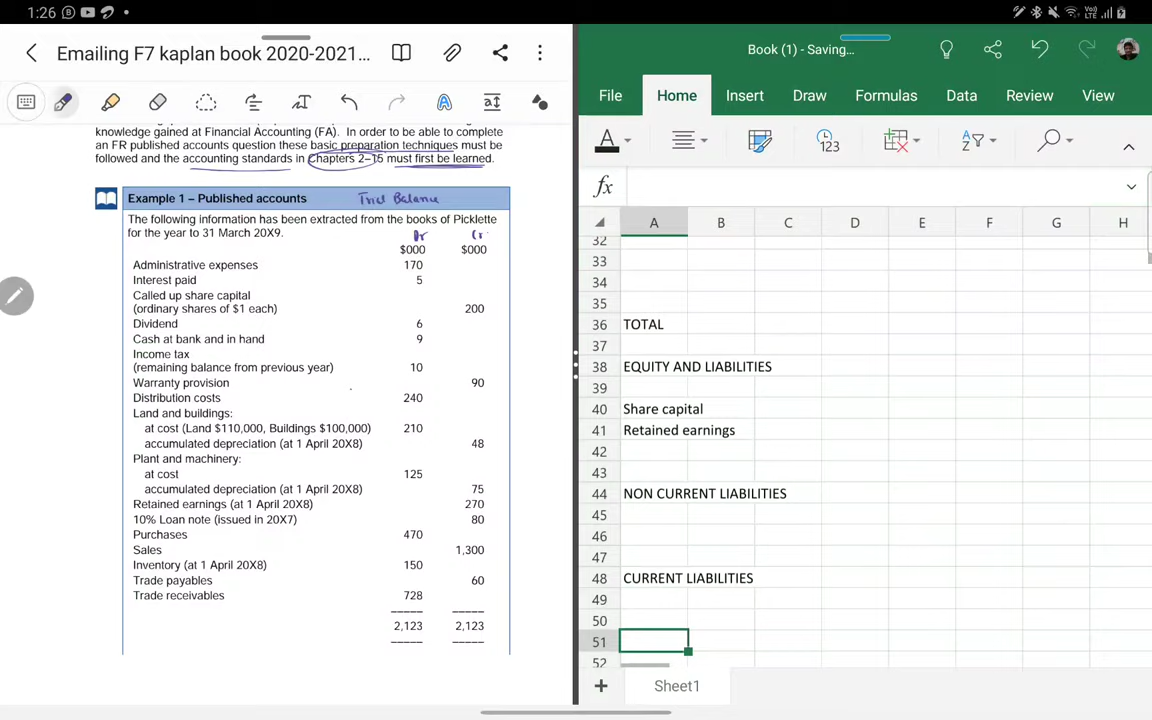 1:26
Emailing F7 kaplan book 2020-2021...
knowledge gained at Financial Accounting (FA). In order to be able to complete
an FR published accounts question these basic preparation techniques must be
followed and the accounting standards in Chapters 2–15 must first be learned.
Example 1 – Published accounts Trial Balance
The following information has been extracted from the books of Picklette
for the year to 31 March 20X9.
Dr Cr
$000 $000
Administrative expenses 170
Interest paid 5
Called up share capital
(ordinary shares of $1 each) 200
Dividend 6
Cash at bank and in hand 9
Income tax
(remaining balance from previous year) 10
Warranty provision 90
Distribution costs 240
Land and buildings:
at cost (Land $110,000, Buildings $100,000) 210
accumulated depreciation (at 1 April 20X8) 48
Plant and machinery:
at cost 125
accumulated depreciation (at 1 April 20X8) 75
Retained earnings (at 1 April 20X8) 270
10% Loan note (issued in 20X7) 80
Purchases 470
Sales 1,300
Inventory (at 1 April 20X8) 150
Trade payables 60
Trade receivables 728
2,123 2,123
Book (1) - Saving...
File Home Insert Draw Formulas Data Review View
A 123
fx
A B C D E F G H
32
33
34
35
36 TOTAL
37
38 EQUITY AND LIABILITIES
39
40 Share capital
41 Retained earnings
42
43
44 NON CURRENT LIABILITIES
45
46
47
48 CURRENT LIABILITIES
49
50
51
52
+ Sheet1